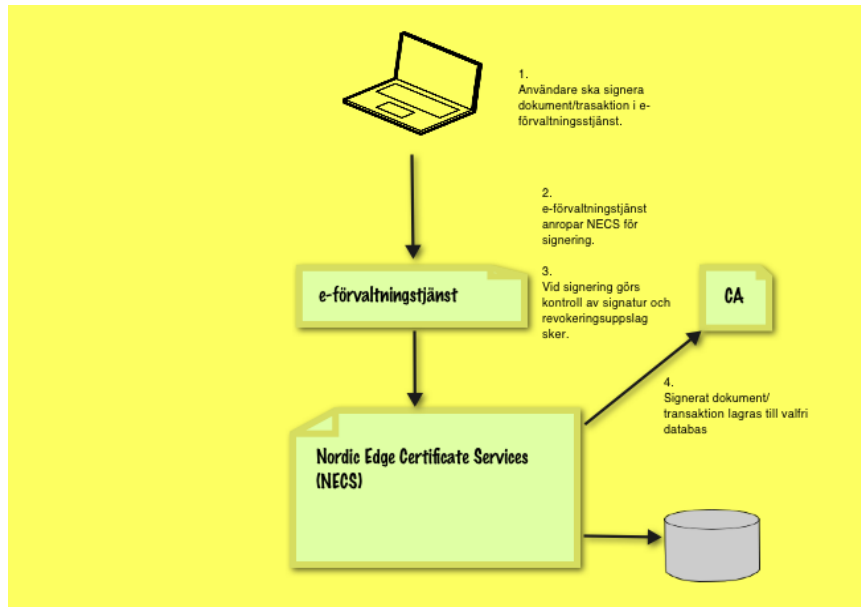 1.
Användare ska signera
dokument/trasaktion i e-
förvaltningsstjänst.
2.
e-förvaltningstjänst
anropar NECS för
signering.
e-förvaltningstjänst
3.
Vid signering görs
kontroll av signatur och
revokeringsuppslag
sker.
CA
4.
Signerat dokument/
transaktion lagras till valfri
databas
Nordic Edge Certificate Services
(NECS)